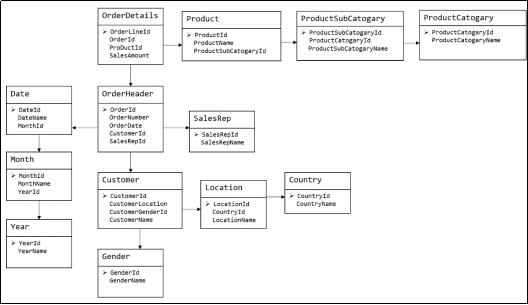 OrderDetails
➢ OrderLineId
OrderId
ProDuctId
SalesAmount
Product
➢ ProductId
ProductName
ProductSubCatogaryId
ProductSubCatogary
➢ ProductSubCatogyId
ProductCatogaryId
ProductSubCatogaryName
ProductCatogary
➢ ProductCatogaryId
ProductCatogaryName
Date
➢ DateId
DateName
MonthId
OrderHeader
➢ OrderId
OrderNumber
OrderDate
CustomerId
SalesRepId
SalesRep
➢ SalesRepId
SalesRepName
Month
➢ MonthId
MonthName
YearId
Customer
➢ CustomerId
CustomerLocation
CustomerGenderId
CustomerName
Location
➢ LocationId
CountryId
LocationName
Country
➢ CountryId
CountryName
Year
➢ YearId
YearName
Gender
➢ GenderId
GenderName